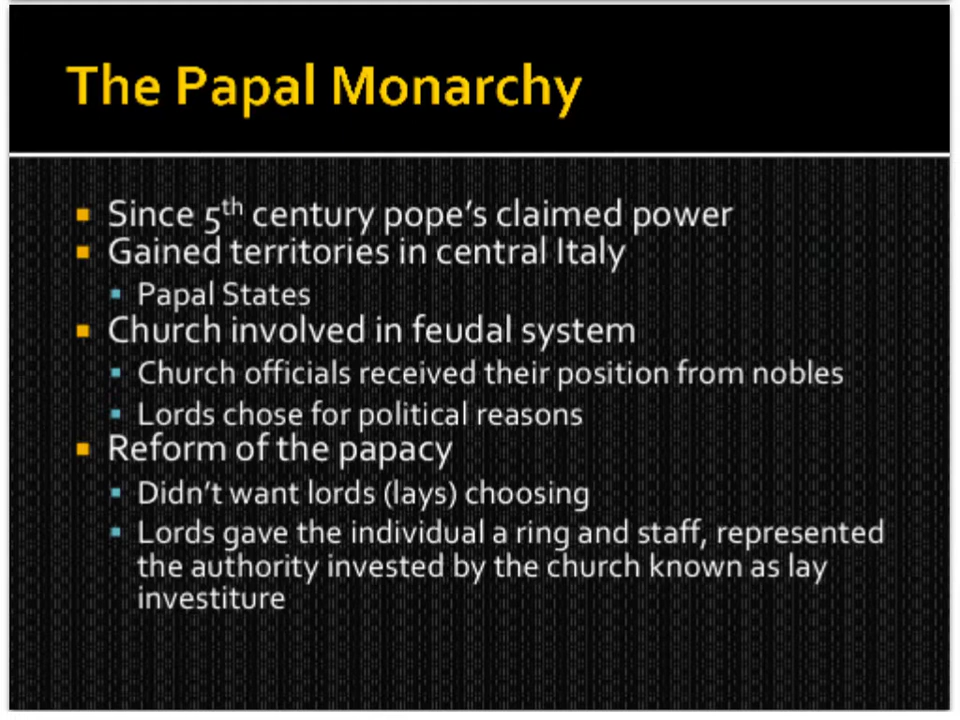 The Papal Monarchy
Since 5th century pope's claimed power
Gained territories in central Italy
Papal States
Church involved in feudal system
Church officials received their position from nobles
Lords chose for political reasons
Reform of the papacy
Didn't want lords (lays) choosing
Lords gave the individual a ring and staff, represented
the authority invested by the church known as lay
investiture